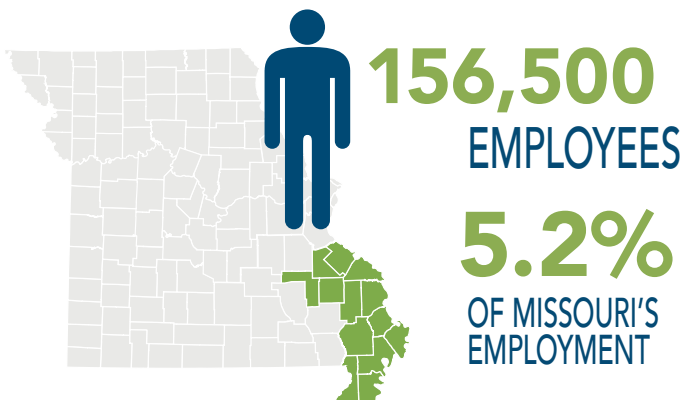 156,500
EMPLOYEES
5.2%
OF MISSOURI'S
EMPLOYMENT